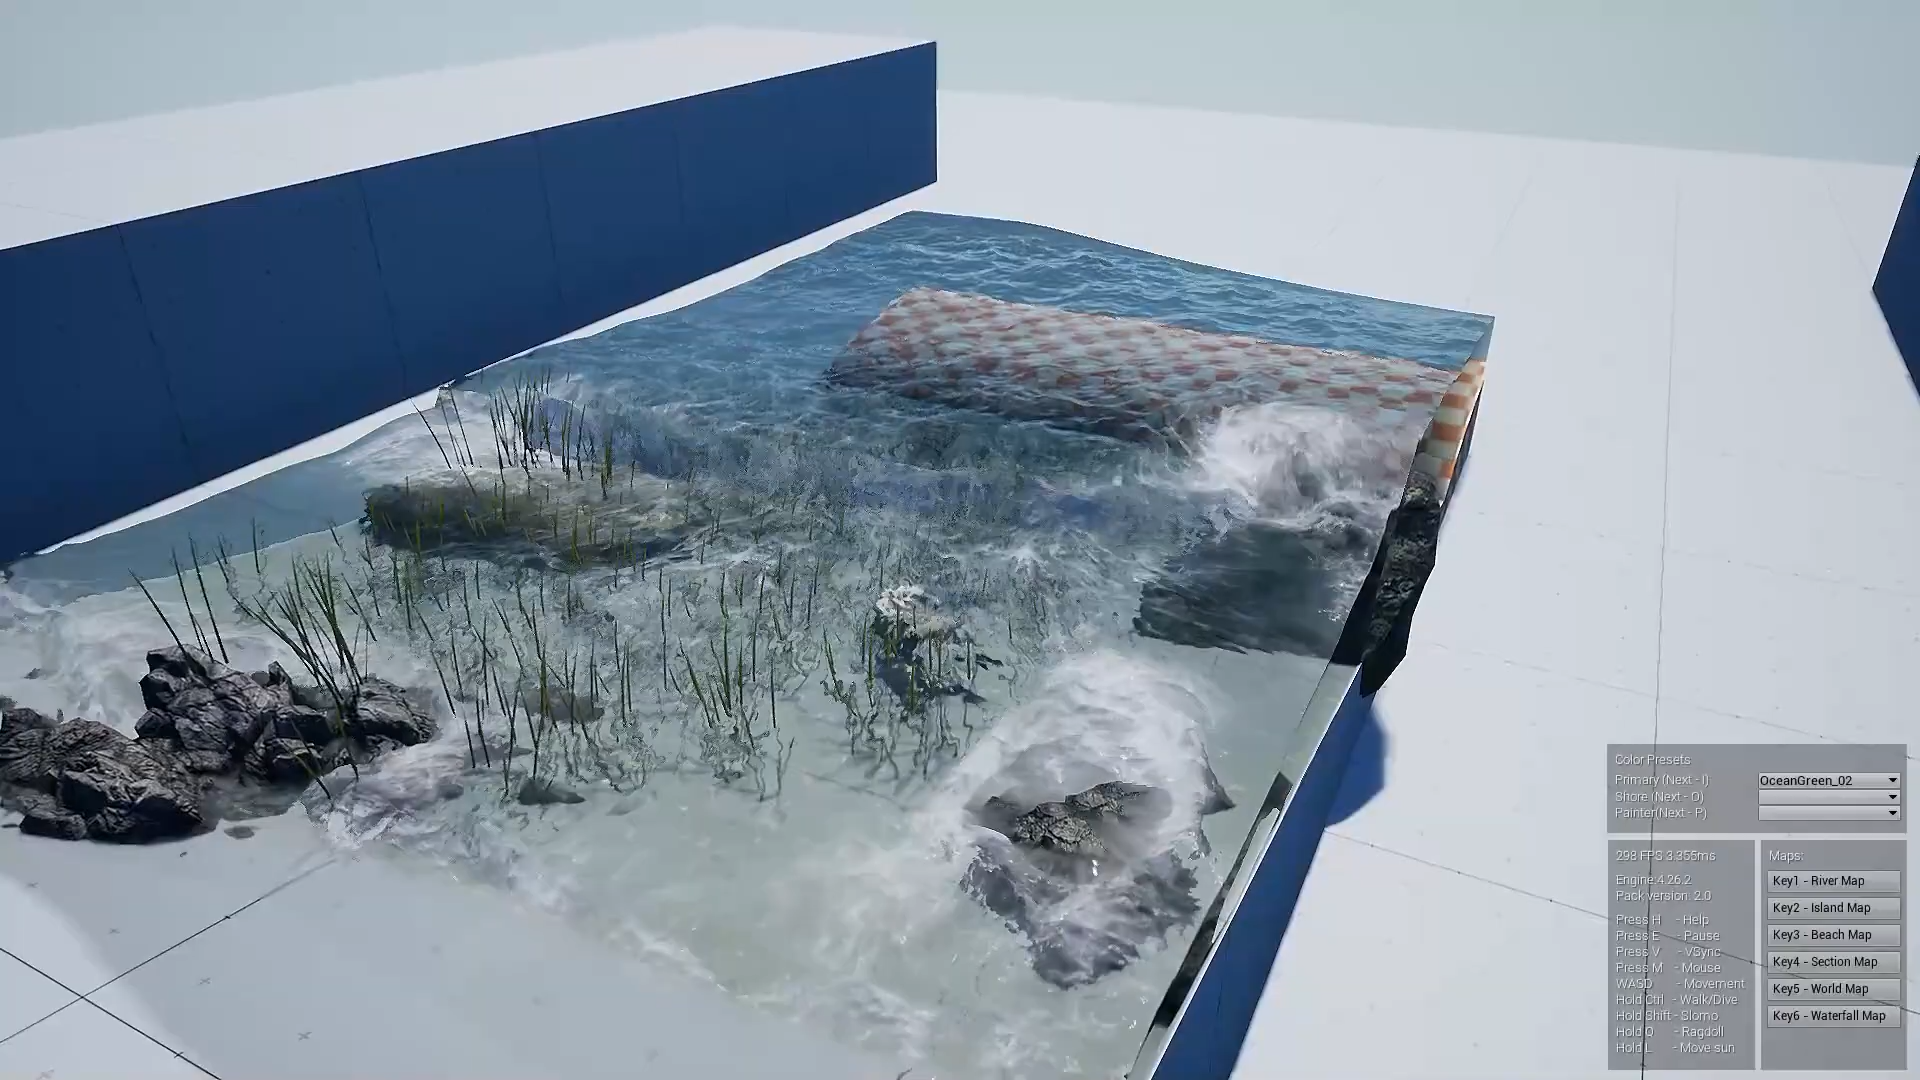 Color Presets
Primary (Next - I) OceanGreen_02
Shore (Next - O)
Painter(Next - P)
298 FPS 3.355ms
Engine:4.26.2
Pack version: 2.0
Press H - Help
Press E - Pause
Press V - VSync
Press M - Mouse
WASD - Movement
Hold Ctrl - Walk/Dive
Hold Shift - Slomo
Hold Q - Ragdoll
Hold L - Move sun
Maps:
Key1 - River Map
Key2 - Island Map
Key3 - Beach Map
Key4 - Section Map
Key5 - World Map
Key6 - Waterfall Map